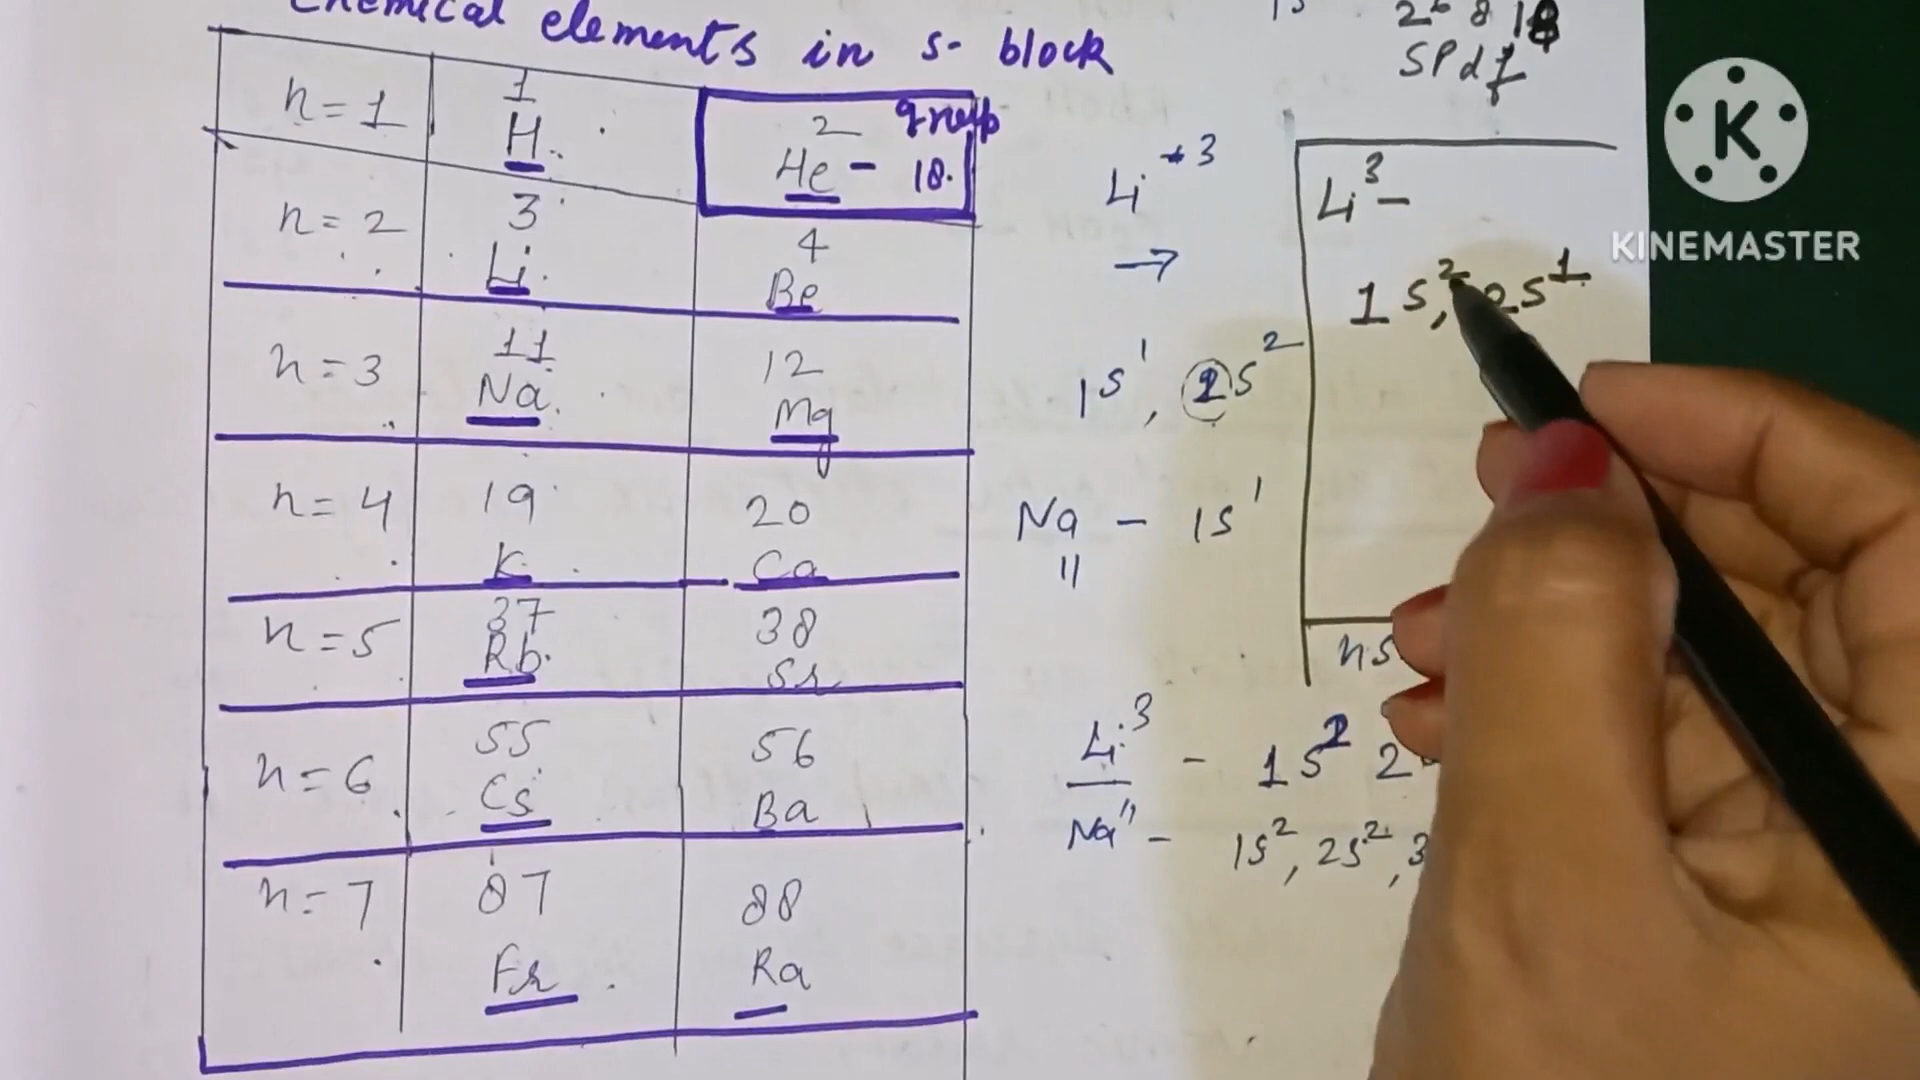 Chemical elements in s- block
n=1 1 H 2 He - 18. group
n=2 3 Li 4 Be
n=3 11 Na 12 Mg
n=4 19 K 20 Ca
n=5 37 Rb 38 Sr
n=6 55 Cs 56 Ba
n=7 87 Fr 88 Ra
1s 2 6 8 18
SPdf
K
KINEMASTER
Li 3
→
1s¹, 2s²
Na - 1s¹
11
Li³ -
1s², 2s¹
ns
Li³ - 1s² 2
Na¹¹ - 1s², 2s², 3